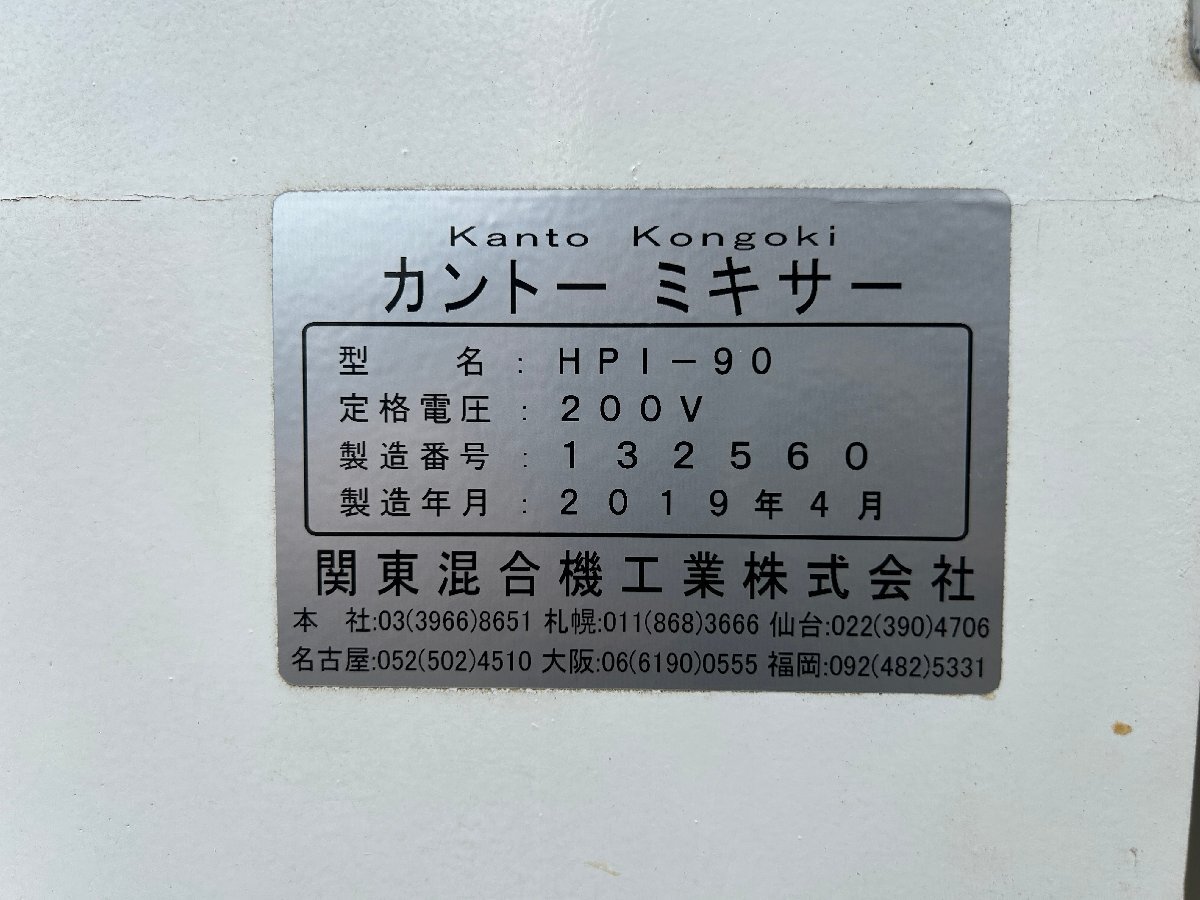 Kanto Kongoki
カントー ミキサー
型 名 : HPI-90
定格電圧 : 200V
製造番号 : 132560
製造年月 : 2019年4月
関東混合機工業株式会社
本 社:03(3966)8651 札幌:011(868)3666 仙台:022(390)4706
名古屋:052(502)4510 大阪:06(6190)0555 福岡:092(482)5331